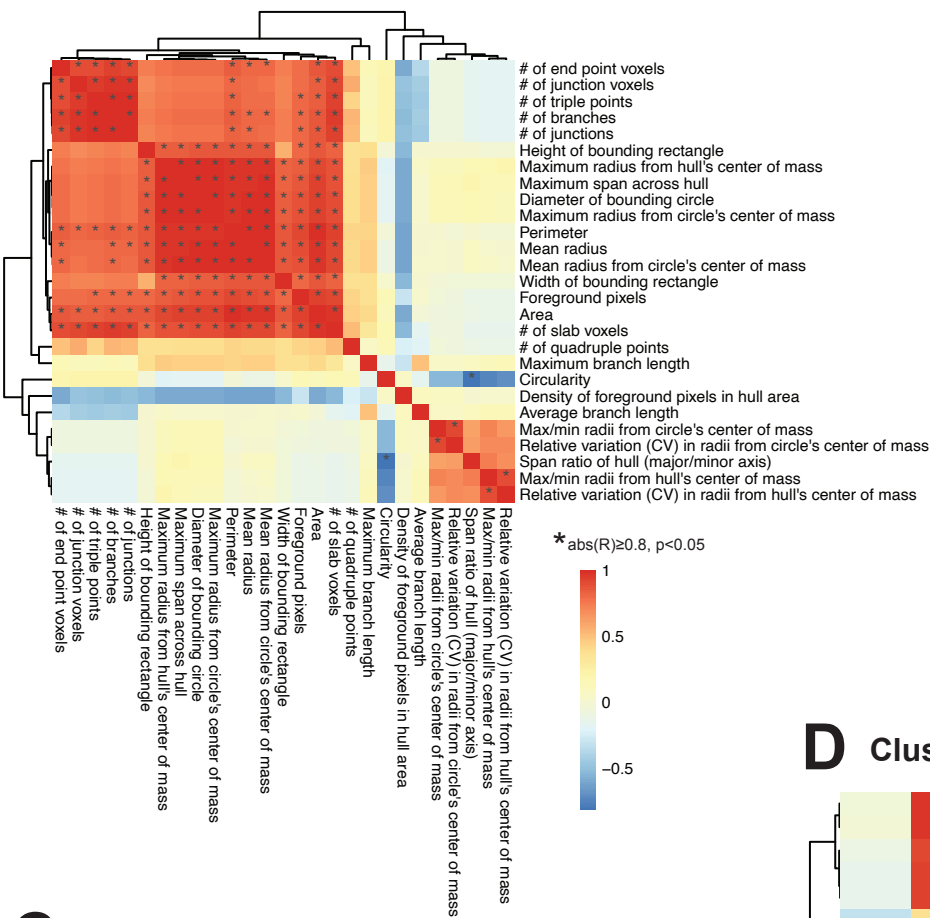 # of end point voxels
# of junction voxels
# of triple points
# of branches
# of junctions
Height of bounding rectangle
Maximum radius from hull's center of mass
Maximum span across hull
Diameter of bounding circle
Maximum radius from circle's center of mass
Perimeter
Mean radius
Mean radius from circle's center of mass
Width of bounding rectangle
Foreground pixels
Area
# of slab voxels
# of quadruple points
Maximum branch length
Circularity
Density of foreground pixels in hull area
Average branch length
Max/min radii from circle's center of mass
Relative variation (CV) in radii from circle's center of mass
Span ratio of hull (major/minor axis)
Max/min radii from hull's center of mass
Relative variation (CV) in radii from hull's center of mass
# of end point voxels
# of junction voxels
# of triple points
# of branches
# of junctions
Height of bounding rectangle
Maximum radius from hull's center of mass
Maximum span across hull
Diameter of bounding circle
Maximum radius from circle's center of mass
Perimeter
Mean radius
Mean radius from circle's center of mass
Width of bounding rectangle
Foreground pixels
Area
# of slab voxels
# of quadruple points
Maximum branch length
Circularity
Density of foreground pixels in hull area
Average branch length
Max/min radii from circle's center of mass
Relative variation (CV) in radii from circle's center of mass
Span ratio of hull (major/minor axis)
Max/min radii from hull's center of mass
Relative variation (CV) in radii from hull's center of mass
*abs(R)≥0.8, p<0.05
1
0.5
0
−0.5
D Clus